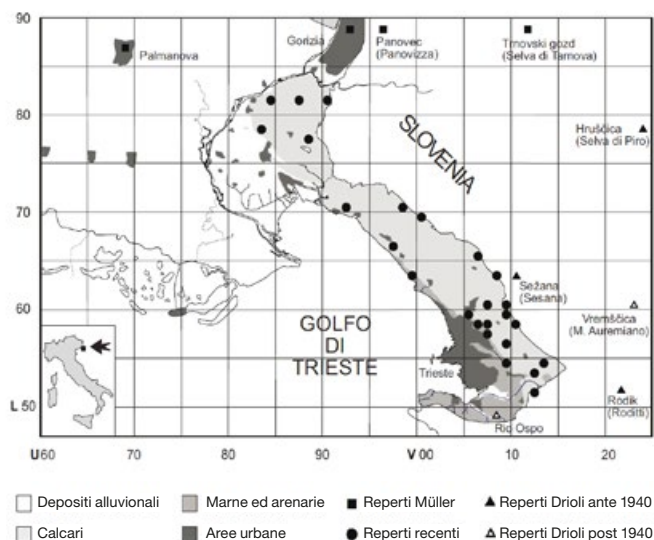 90
Palmanova
Gorizia
Panovec
(Panovizza)
Trnovski gozd
(Selva di Tarnova)
80
SLOVENIA
Hruščica
(Selva di Piro)
70
Sežana
(Sesana)
60
GOLFO
DI
TRIESTE
Vremščica
(M. Auremiano)
Trieste
Rodik
(Roditti)
L 50
Rio Ospo
U 60 70 80 90 V 00 10 20
Depositi alluvionali Marne ed arenarie Reperti Müller Reperti Drioli ante 1940
Calcari Aree urbane Reperti recenti Reperti Drioli post 1940